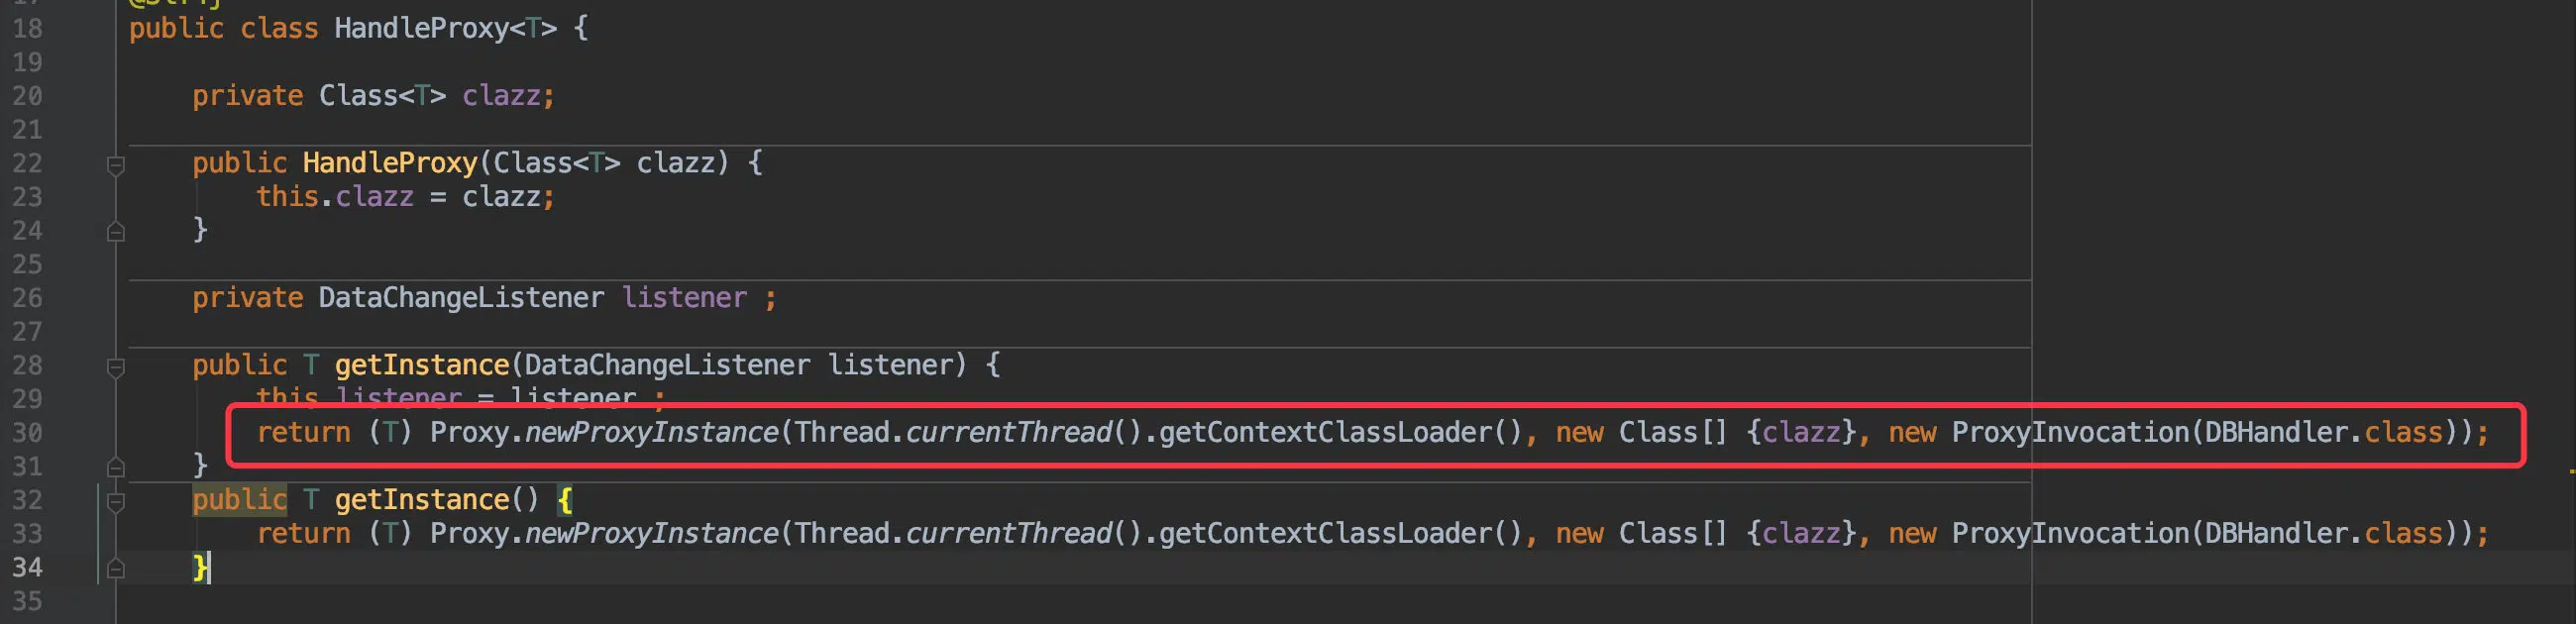 18 public class HandleProxy<T> {
19
20 private Class<T> clazz;
21
22 public HandleProxy(Class<T> clazz) {
23 this.clazz = clazz;
24 }
25
26 private DataChangeListener listener ;
27
28 public T getInstance(DataChangeListener listener) {
29 this.listener = listener ;
30 return (T) Proxy.newProxyInstance(Thread.currentThread().getContextClassLoader(), new Class[] {clazz}, new ProxyInvocation(DBHandler.class));
31 }
32 public T getInstance() {
33 return (T) Proxy.newProxyInstance(Thread.currentThread().getContextClassLoader(), new Class[] {clazz}, new ProxyInvocation(DBHandler.class));
34 }
35